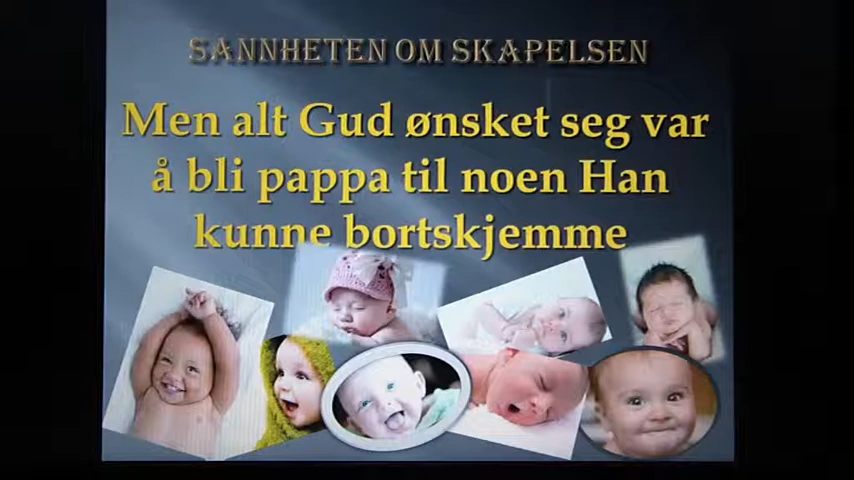 SANNHETEN OM SKAPELSEN
Men alt Gud ønsket seg var
å bli pappa til noen Han
kunne bortskjemme